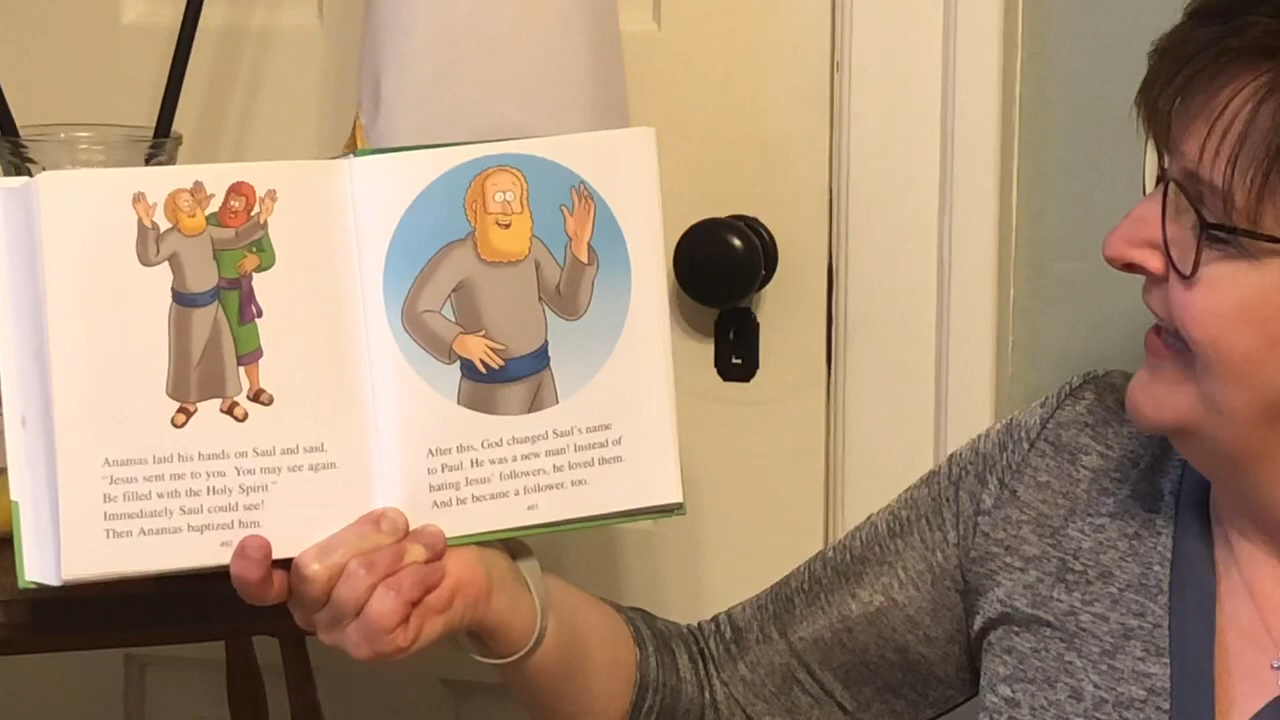 Ananias laid his hands on Saul and said,
"Jesus sent me to you. You may see again.
Be filled with the Holy Spirit."
Immediately Saul could see!
Then Ananias baptized him.
After this, God changed Saul's name
to Paul. He was a new man! Instead of
hating Jesus' followers, he loved them.
And he became a follower, too.